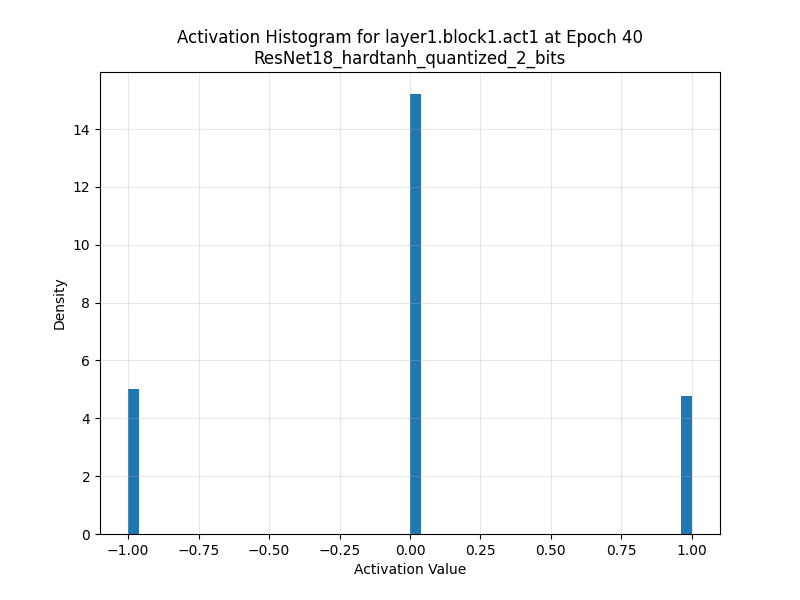 Activation Histogram for layer1.block1.act1 at Epoch 40
ResNet18_hardtanh_quantized_2_bits
Density
14
12
10
8
6
4
2
0
−1.00 −0.75 −0.50 −0.25 0.00 0.25 0.50 0.75 1.00
Activation Value